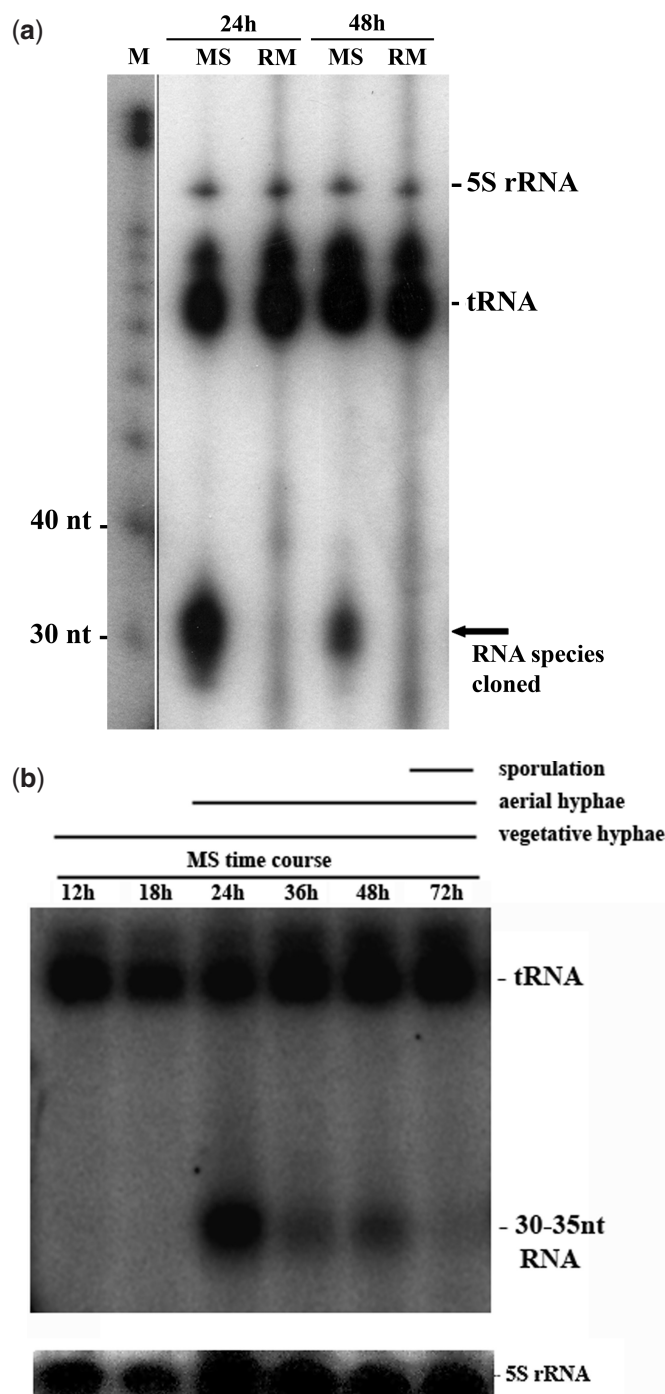 (a)
24h 48h
M MS RM MS RM
- 5S rRNA
- tRNA
40 nt -
30 nt -
RNA species
cloned
(b)
sporulation
aerial hyphae
vegetative hyphae
MS time course
12h 18h 24h 36h 48h 72h
- tRNA
- 30-35nt
RNA
- 5S rRNA